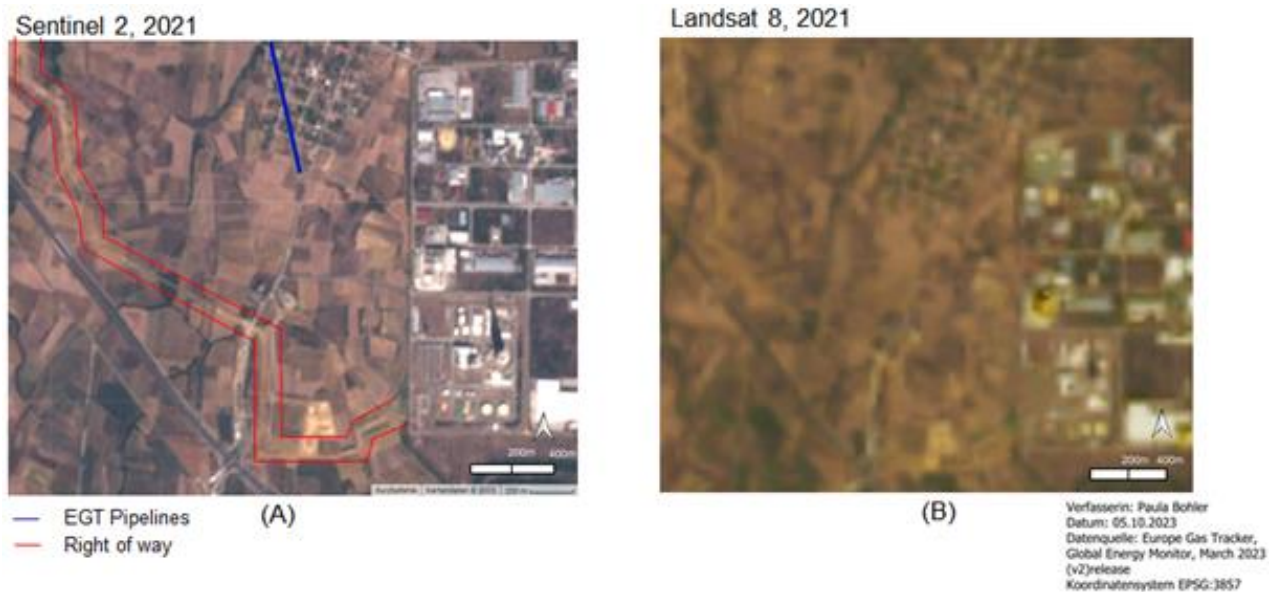 Sentinel 2, 2021
Landsat 8, 2021
200m 400m
200m 400m
EGT Pipelines
Right of way
(A)
(B)
Verfasserin: Paula Bohler
Datum: 05.10.2023
Datenquelle: Europe Gas Tracker,
Global Energy Monitor, March 2023
(v2)release
Koordinatensystem EPSG:3857